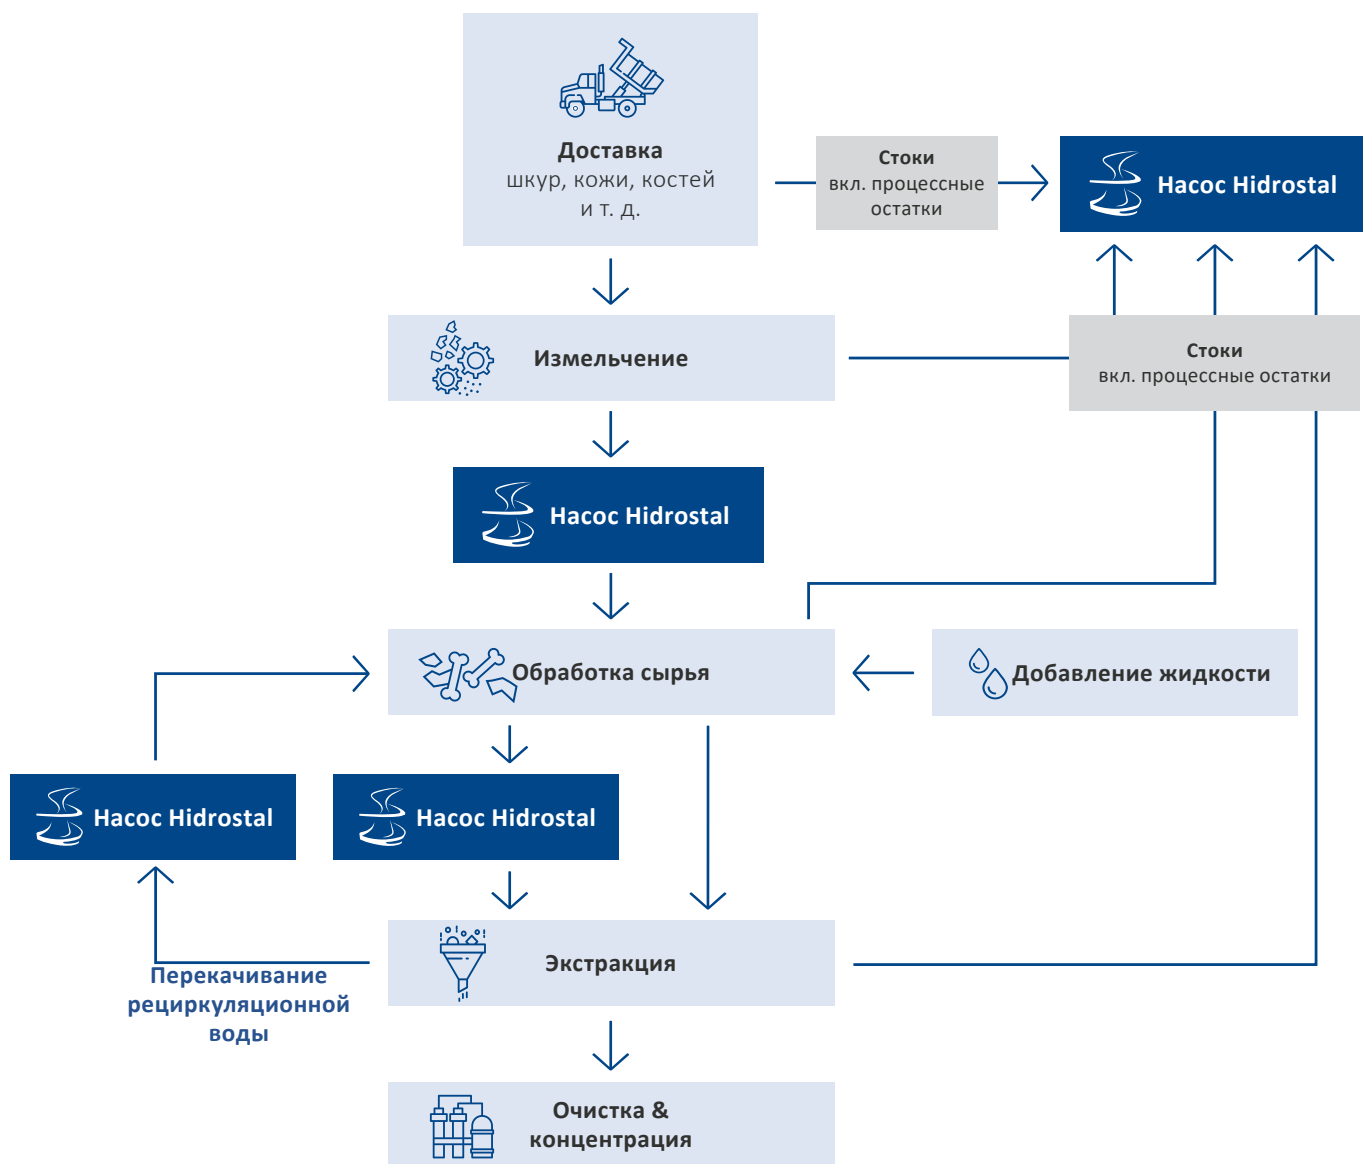 Доставка
шкур, кожи, костей
и т. д.
Стоки
вкл. процессные
остатки
Насос Hidrostal
Измельчение
Стоки
вкл. процессные остатки
Насос Hidrostal
Обработка сырья
Добавление жидкости
Насос Hidrostal
Насос Hidrostal
Экстракция
Перекачивание
рециркуляционной
воды
Очистка &
концентрация